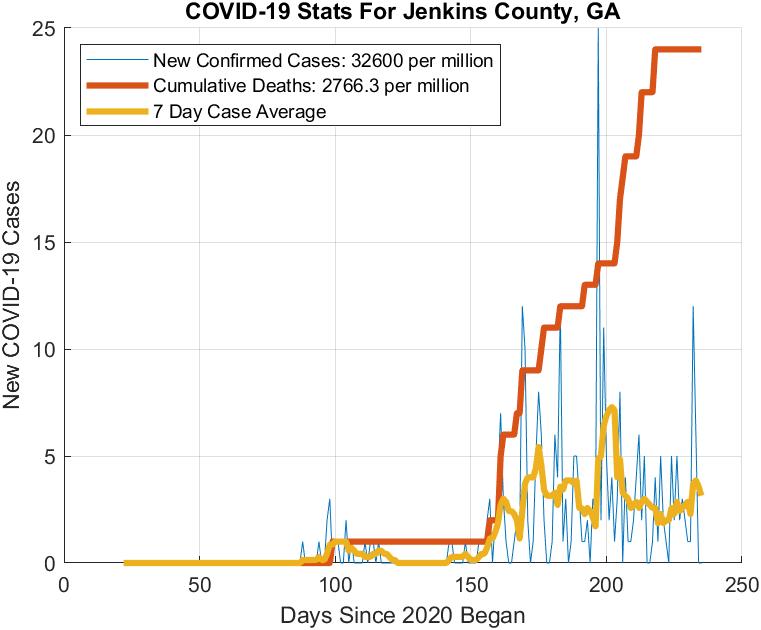 COVID-19 Stats For Jenkins County, GA
New Confirmed Cases: 32600 per million
Cumulative Deaths: 2766.3 per million
7 Day Case Average
New COVID-19 Cases
25
20
15
10
5
0
0 50 100 150 200 250
Days Since 2020 Began